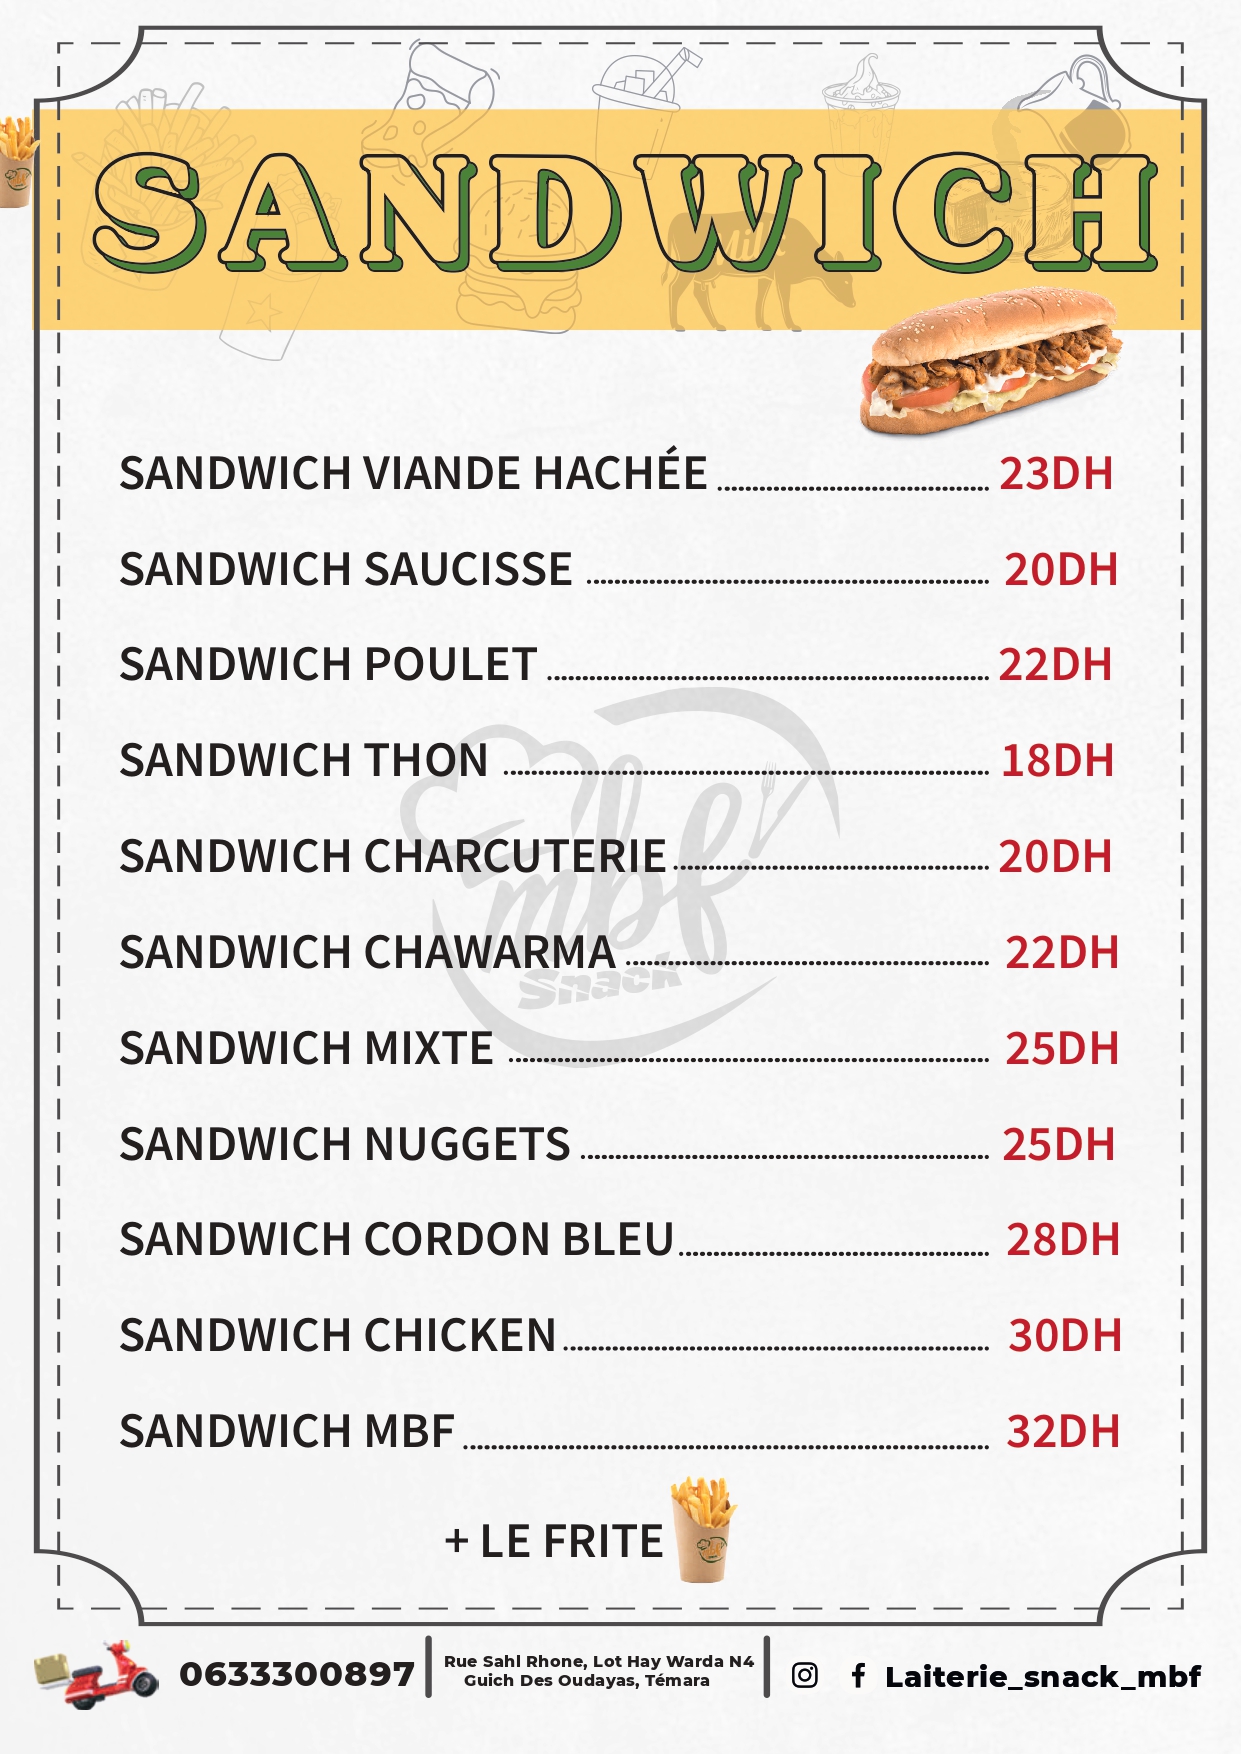 SANDWICH
Milk
SANDWICH VIANDE HACHÉE 23DH
SANDWICH SAUCISSE 20DH
SANDWICH POULET 22DH
SANDWICH THON 18DH
SANDWICH CHARCUTERIE 20DH
SANDWICH CHAWARMA 22DH
SANDWICH MIXTE 25DH
SANDWICH NUGGETS 25DH
SANDWICH CORDON BLEU 28DH
SANDWICH CHICKEN 30DH
SANDWICH MBF 32DH
mbf
Snack
+ LE FRITE
0633300897
Rue Sahl Rhone, Lot Hay Warda N4
Guich Des Oudayas, Témara
Laiterie_snack_mbf